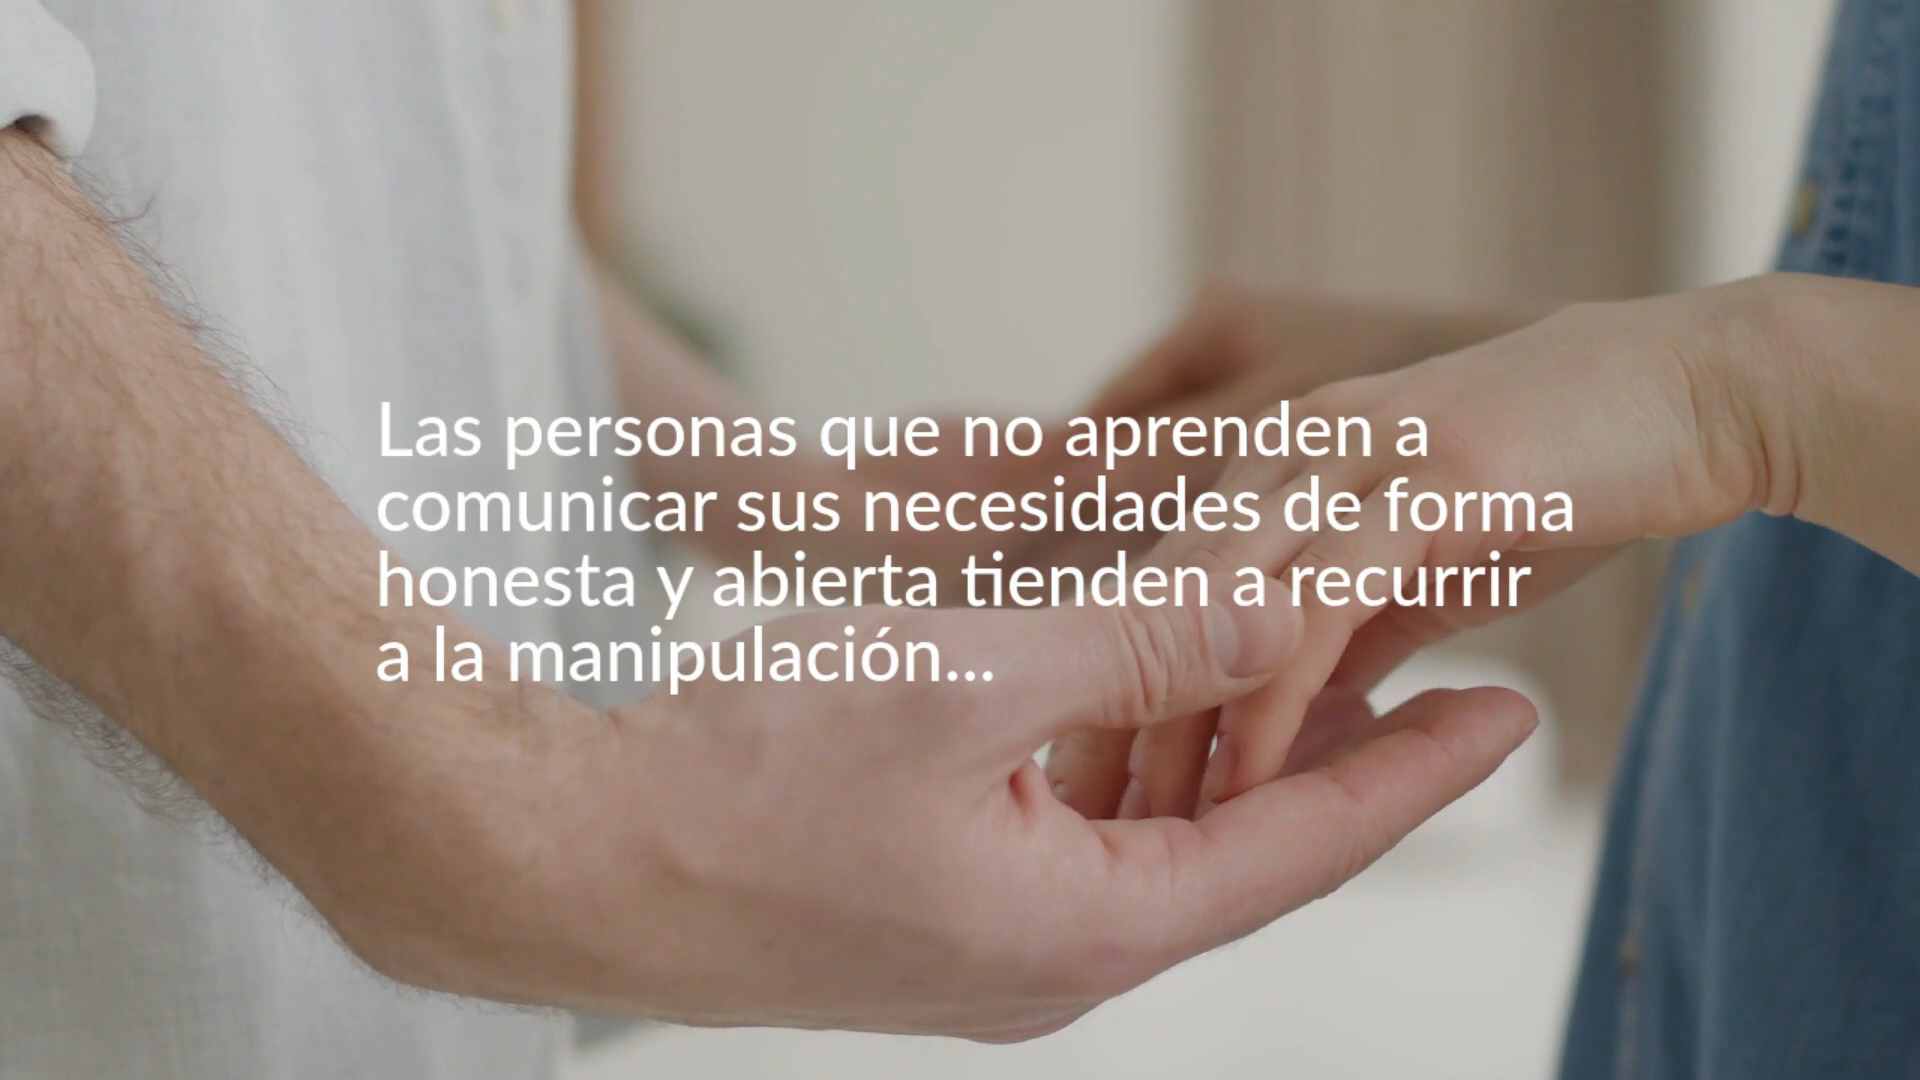 Las personas que no aprenden a
comunicar sus necesidades de forma
honesta y abierta tienden a recurrir
a la manipulación...